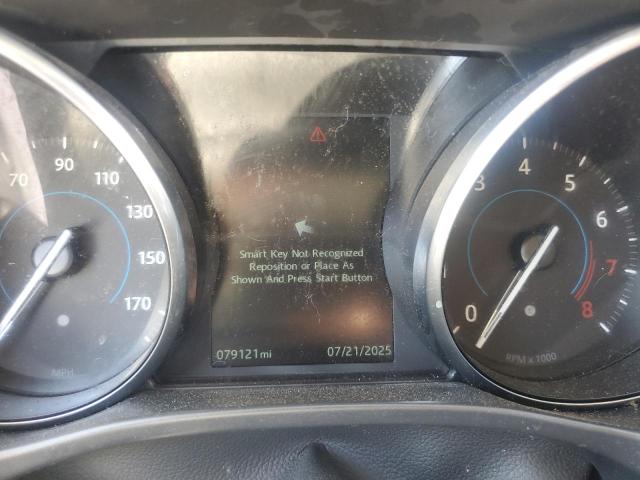 70 90 110 130 150 170
MPH
Smart Key Not Recognized
Reposition or Place As
Shown And Press Start Button
079121mi 07/21/2025
0 3 4 5 6 7 8
RPM x 1000